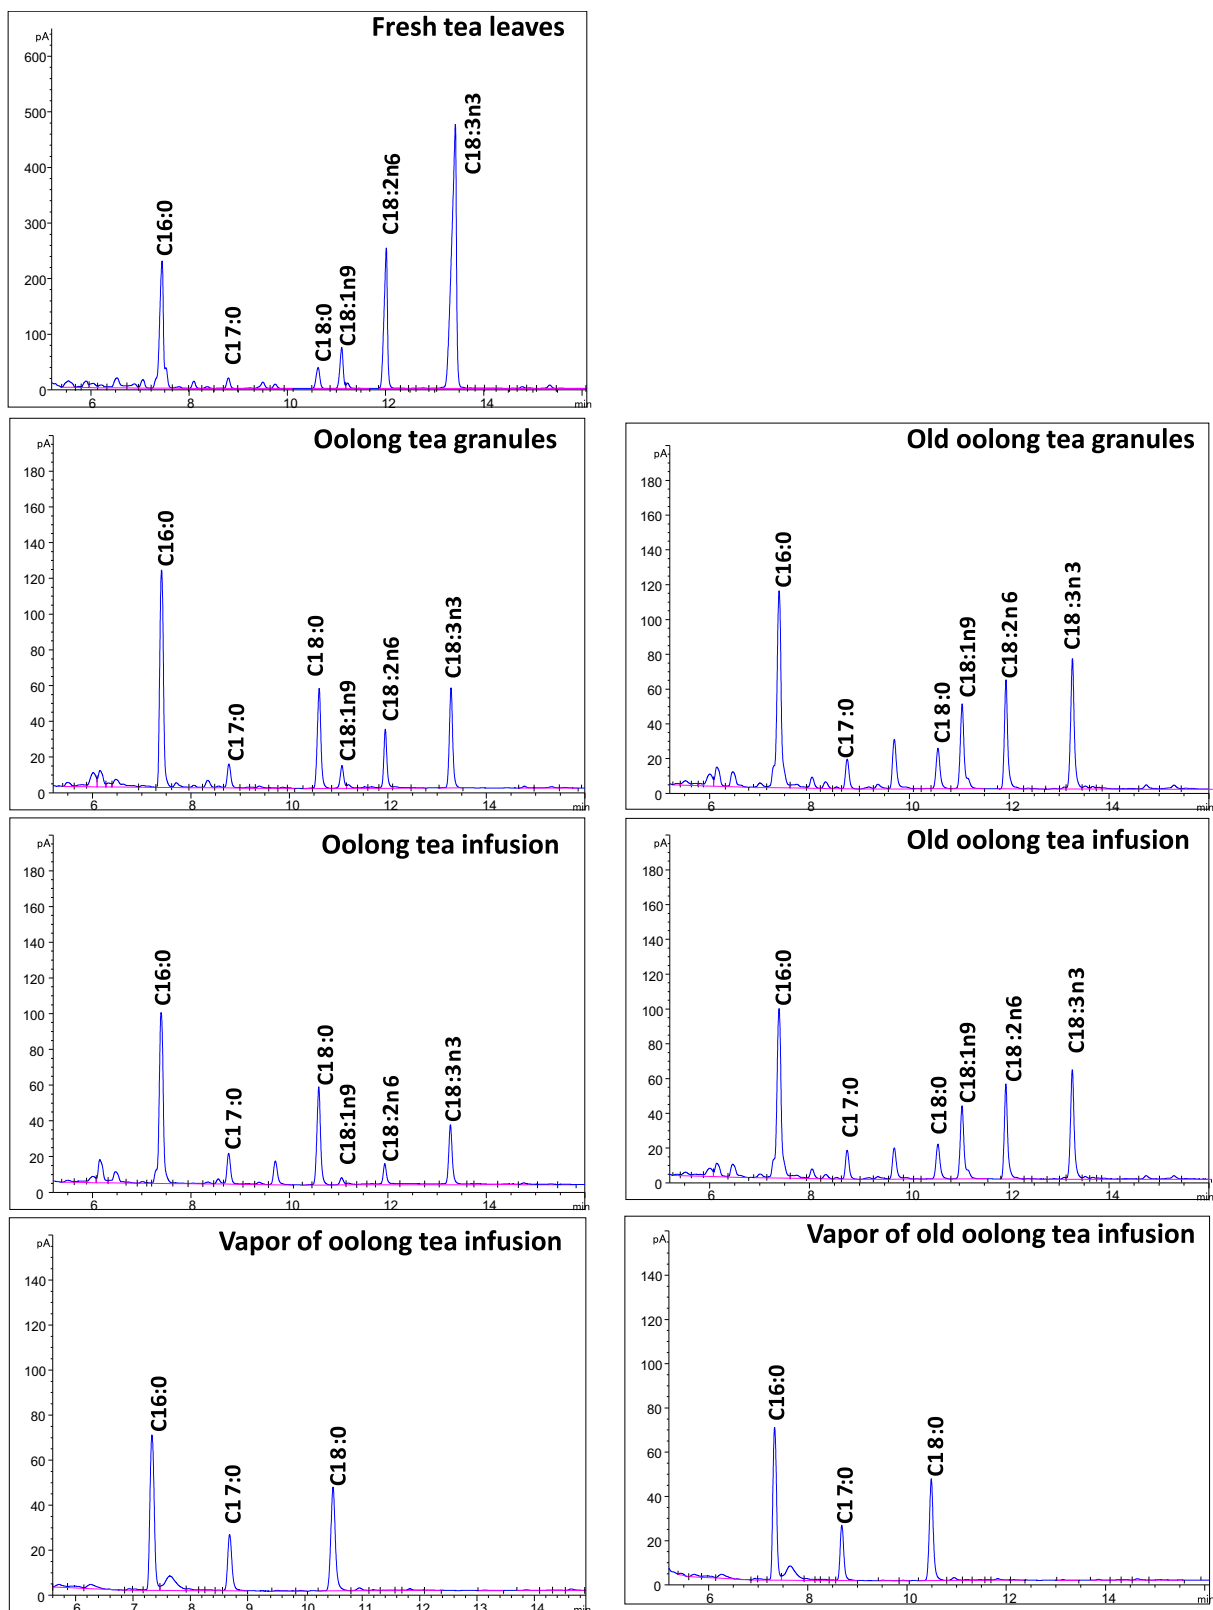 Fresh tea leaves
pA
600
500
400
300
200
100
0
C16:0
C17:0
C18:0
C18:1n9
C18:2n6
C18:3n3
6 8 10 12 14 min
Oolong tea granules
pA
180
160
140
120
100
80
60
40
20
0
C16:0
C17:0
C18:0
C18:1n9
C18:2n6
C18:3n3
6 8 10 12 14 min
Old oolong tea granules
pA
180
160
140
120
100
80
60
40
20
0
C16:0
C17:0
C18:0
C18:1n9
C18:2n6
C18:3n3
6 8 10 12 14 min
Oolong tea infusion
pA
180
160
140
120
100
80
60
40
20
0
C16:0
C17:0
C18:0
C18:1n9
C18:2n6
C18:3n3
6 8 10 12 14 min
Old oolong tea infusion
pA
180
160
140
120
100
80
60
40
20
0
C16:0
C17:0
C18:0
C18:1n9
C18:2n6
C18:3n3
6 8 10 12 14 min
Vapor of oolong tea infusion
pA
140
120
100
80
60
40
20
0
C16:0
C17:0
C18:0
6 7 8 9 10 11 12 13 14 min
Vapor of old oolong tea infusion
pA
140
120
100
80
60
40
20
0
C16:0
C17:0
C18:0
6 8 10 12 14 min